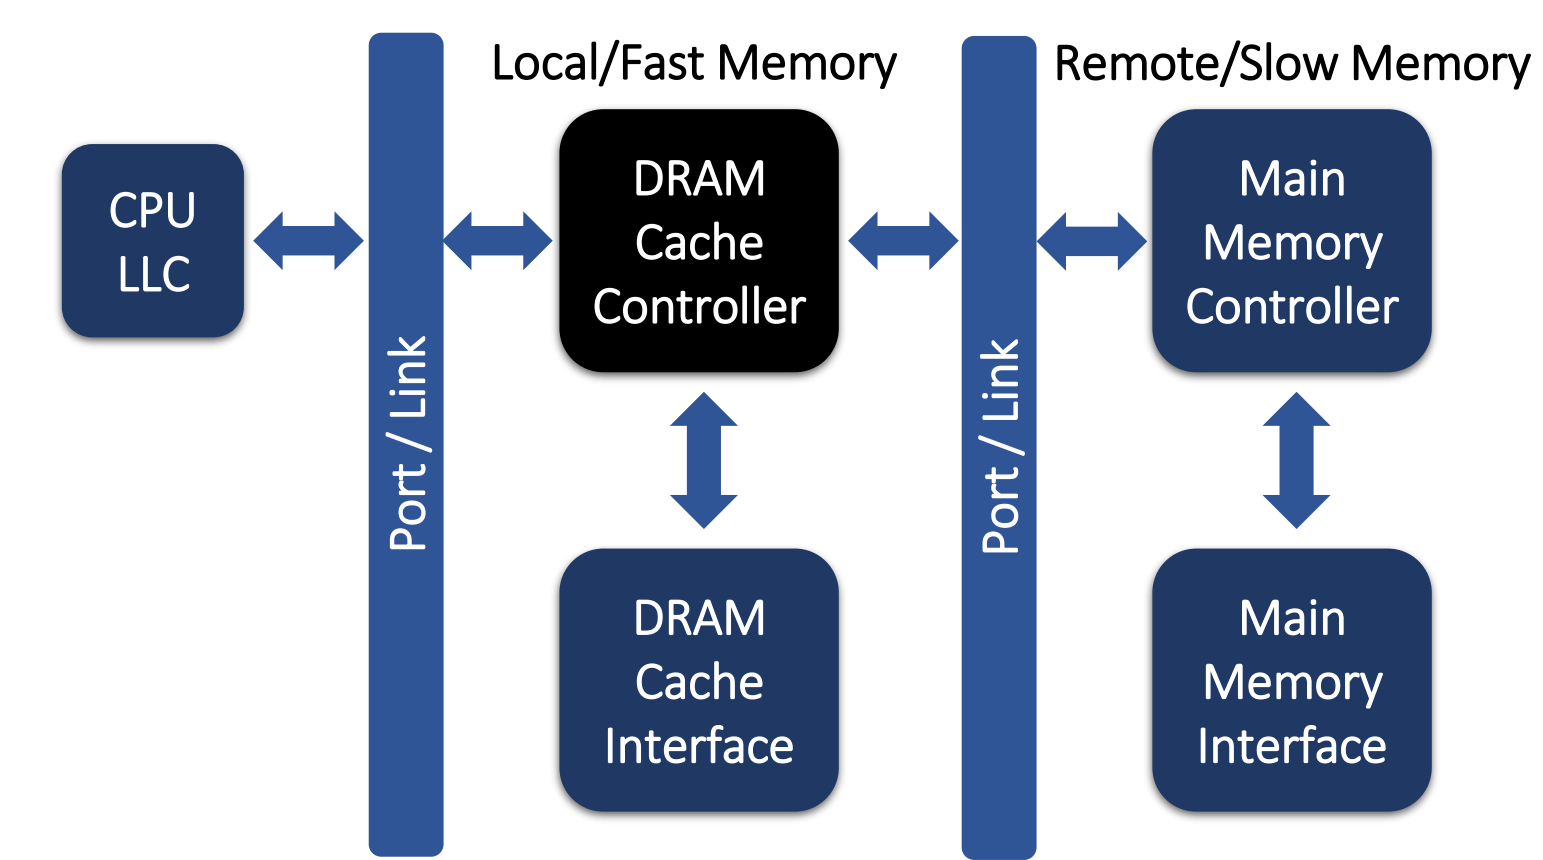 Local/Fast Memory
Remote/Slow Memory
CPU
LLC
Port / Link
DRAM
Cache
Controller
Port / Link
Main
Memory
Controller
DRAM
Cache
Interface
Main
Memory
Interface